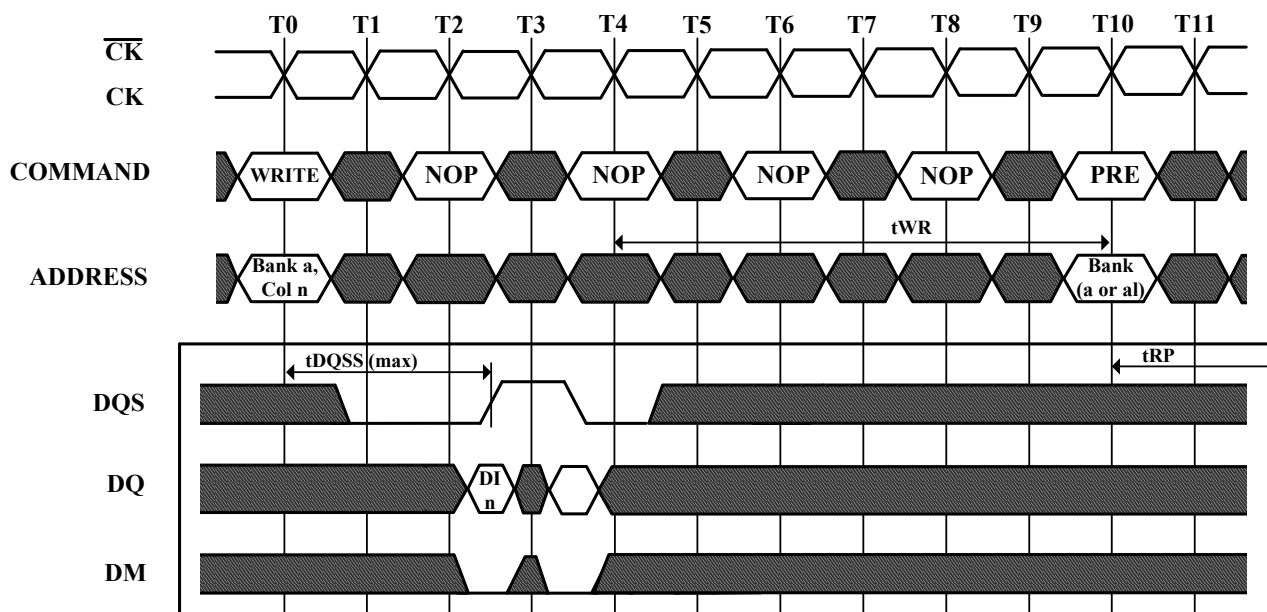 T0 T1 T2 T3 T4 T5 T6 T7 T8 T9 T10 T11
CK
CK
COMMAND WRITE NOP NOP NOP NOP PRE
tWR
ADDRESS Bank a, Col n Bank (a or al)
tDQSS (max) tRP
DQS
DQ DI n
DM